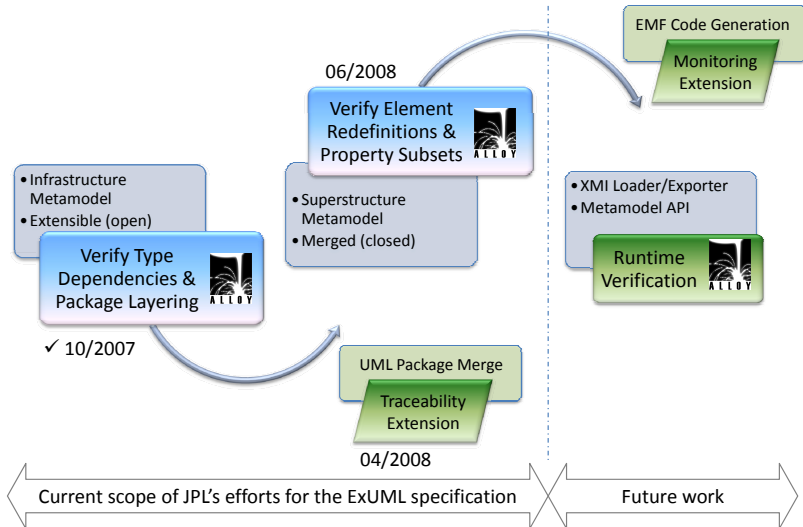 EMF Code Generation
Monitoring
Extension
06/2008
Verify Element
Redefinitions &
Property Subsets
ALLOY
• Infrastructure
Metamodel
• Extensible (open)
• Superstructure
Metamodel
• Merged (closed)
• XMI Loader/Exporter
• Metamodel API
Verify Type
Dependencies &
Package Layering
ALLOY
Runtime
Verification
ALLOY
✓ 10/2007
UML Package Merge
Traceability
Extension
04/2008
Current scope of JPL's efforts for the ExUML specification
Future work